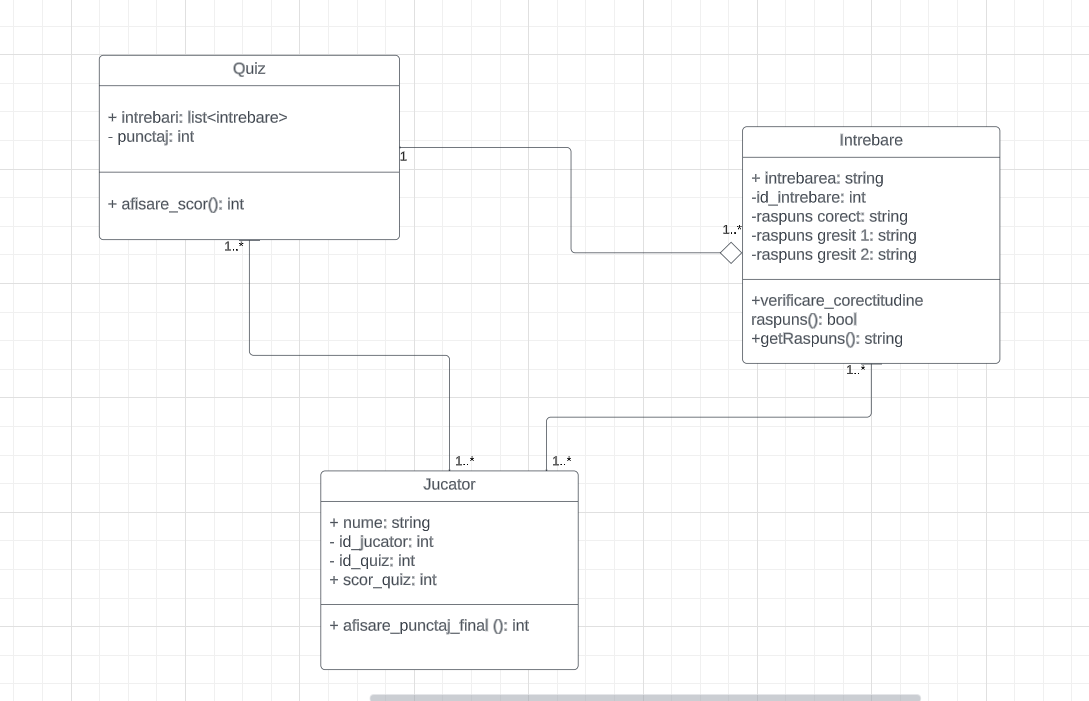 Quiz
+ intrebari: list<intrebare>
- punctaj: int
+ afisare_scor(): int
1
1..*
Intrebare
+ intrebarea: string
-id_intrebare: int
-raspuns corect: string
-raspuns gresit 1: string
-raspuns gresit 2: string
+verificare_corectitudine
raspuns(): bool
+getRaspuns(): string
1..*
1..*
1..*
1..*
Jucator
+ nume: string
- id_jucator: int
- id_quiz: int
+ scor_quiz: int
+ afisare_punctaj_final (): int